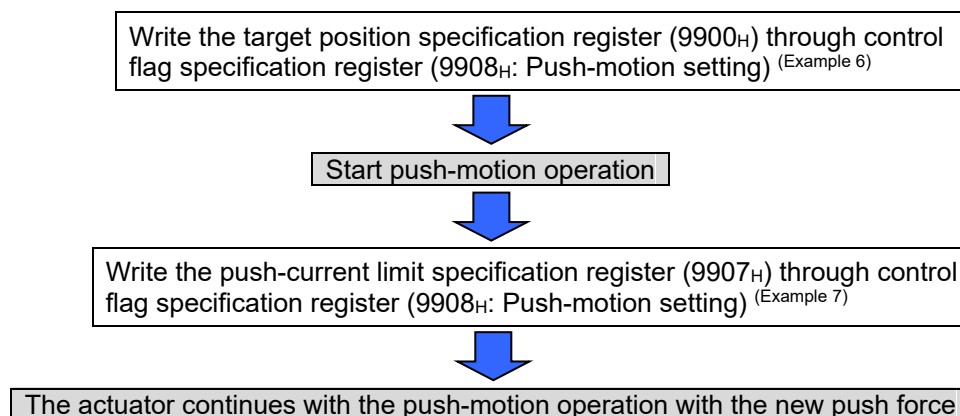 Write the target position specification register (9900H) through control
flag specification register (9908H: Push-motion setting) (Example 6)
Start push-motion operation
Write the push-current limit specification register (9907H) through control
flag specification register (9908H: Push-motion setting) (Example 7)
The actuator continues with the push-motion operation with the new push force